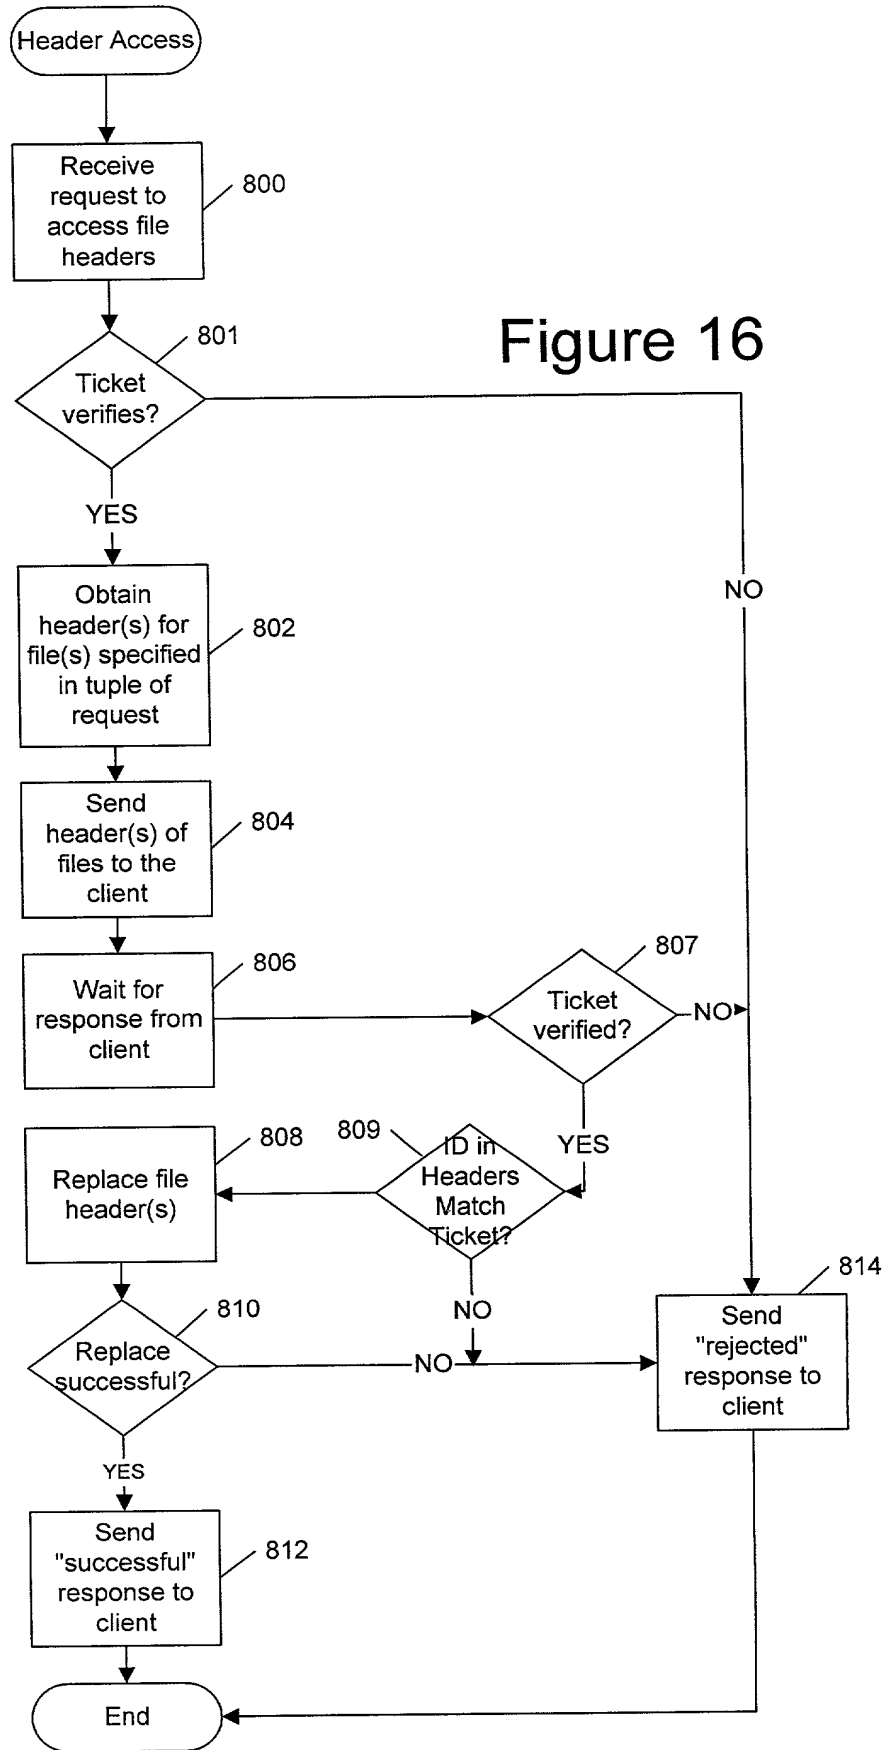 Header Access
Receive
request to
access file
headers
800
Figure 16
801
Ticket
verifies?
YES
NO
Obtain
header(s) for
file(s) specified
in tuple of
request
802
Send
header(s) of
files to the
client
804
Wait for
response from
client
806
Ticket
verified?
807
NO
YES
ID in
Headers
Match
Ticket?
809
Replace file
header(s)
808
NO
Replace
successful?
810
NO
Send
"rejected"
response to
client
814
YES
Send
"successful"
response to
client
812
End